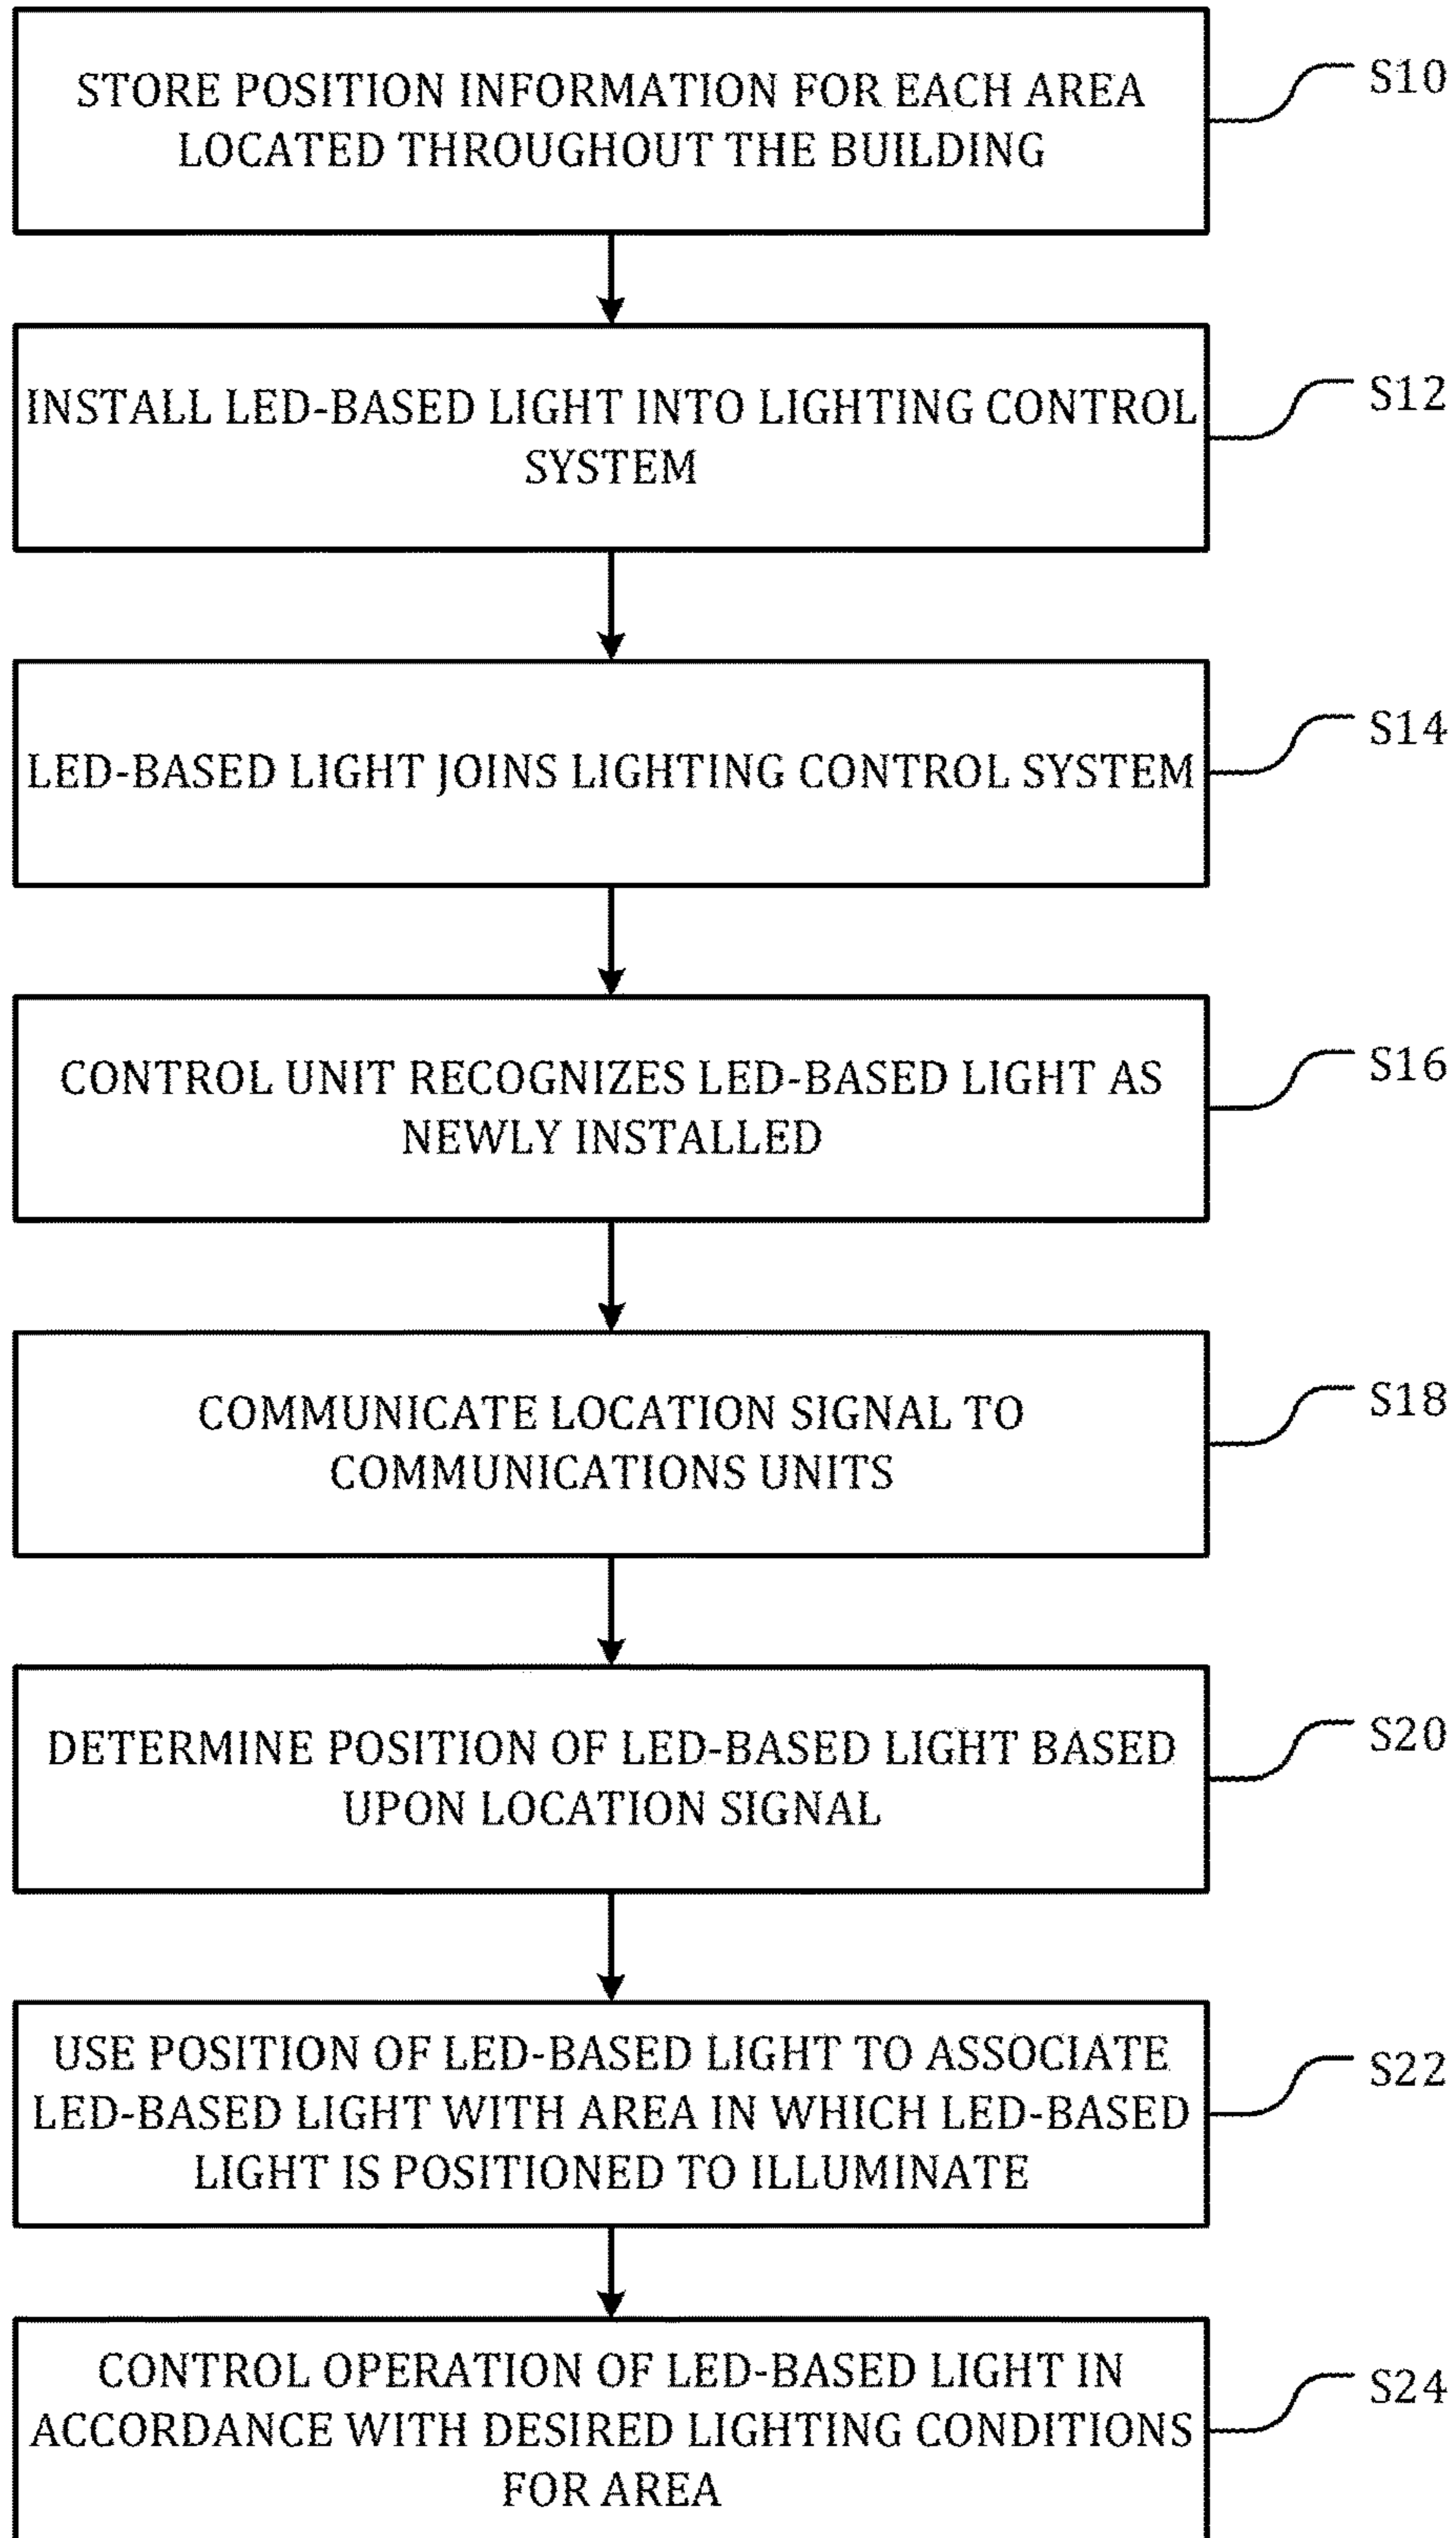 STORE POSITION INFORMATION FOR EACH AREA
LOCATED THROUGHOUT THE BUILDING
S10
INSTALL LED-BASED LIGHT INTO LIGHTING CONTROL
SYSTEM
S12
LED-BASED LIGHT JOINS LIGHTING CONTROL SYSTEM
S14
CONTROL UNIT RECOGNIZES LED-BASED LIGHT AS
NEWLY INSTALLED
S16
COMMUNICATE LOCATION SIGNAL TO
COMMUNICATIONS UNITS
S18
DETERMINE POSITION OF LED-BASED LIGHT BASED
UPON LOCATION SIGNAL
S20
USE POSITION OF LED-BASED LIGHT TO ASSOCIATE
LED-BASED LIGHT WITH AREA IN WHICH LED-BASED
LIGHT IS POSITIONED TO ILLUMINATE
S22
CONTROL OPERATION OF LED-BASED LIGHT IN
ACCORDANCE WITH DESIRED LIGHTING CONDITIONS
FOR AREA
S24